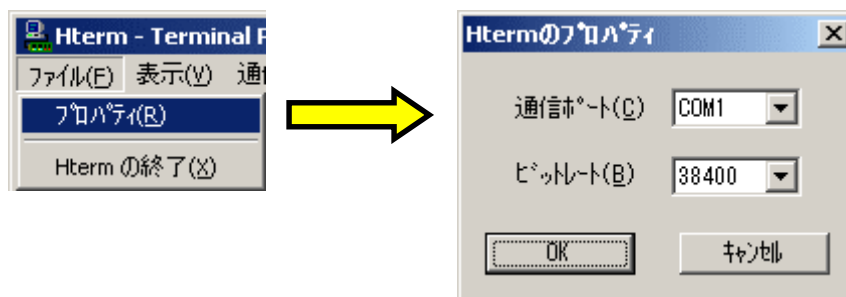 Hterm - Terminal
ファイル(F) 表示(V) 通
プロパティ(R)
Hterm の終了(X)
Htermのプロパティ
通信ポート(C) COM1
ビットレート(B) 38400
OK キャンセル